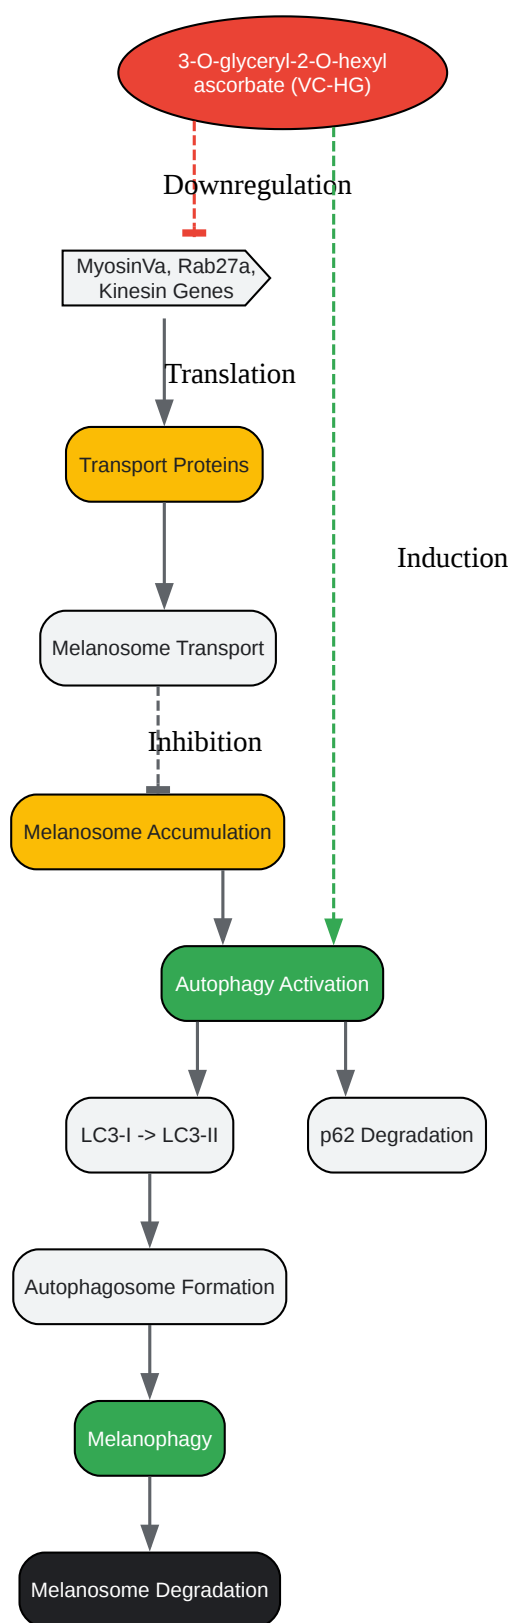 3-O-glyceryl-2-O-hexyl
ascorbate (VC-HG)
Downregulation
MyosinVa, Rab27a,
Kinesin Genes
Translation
Transport Proteins
Induction
Melanosome Transport
Inhibition
Melanosome Accumulation
Autophagy Activation
LC3-I -> LC3-II
p62 Degradation
Autophagosome Formation
Melanophagy
Melanosome Degradation